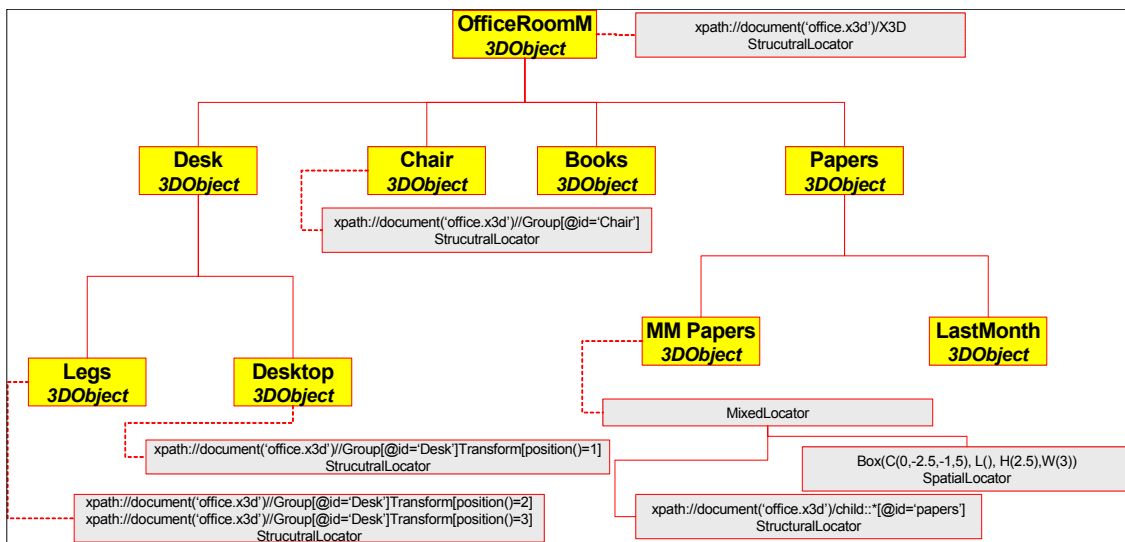 OfficeRoomM
3DObject
xpath://document('office.x3d')/X3D
StrucutralLocator
Desk
3DObject
Chair
3DObject
Books
3DObject
Papers
3DObject
xpath://document('office.x3d')//Group[@id='Chair']
StrucutralLocator
MM Papers
3DObject
LastMonth
3DObject
Legs
3DObject
Desktop
3DObject
MixedLocator
xpath://document('office.x3d')//Group[@id='Desk']Transform[position()=1]
StrucutralLocator
Box(C(0,-2.5,-1,5), L(), H(2.5),W(3))
SpatialLocator
xpath://document('office.x3d')//Group[@id='Desk']Transform[position()=2]
xpath://document('office.x3d')//Group[@id='Desk']Transform[position()=3]
StrucutralLocator
xpath://document('office.x3d')/child::*[@id='papers']
StructuralLocator